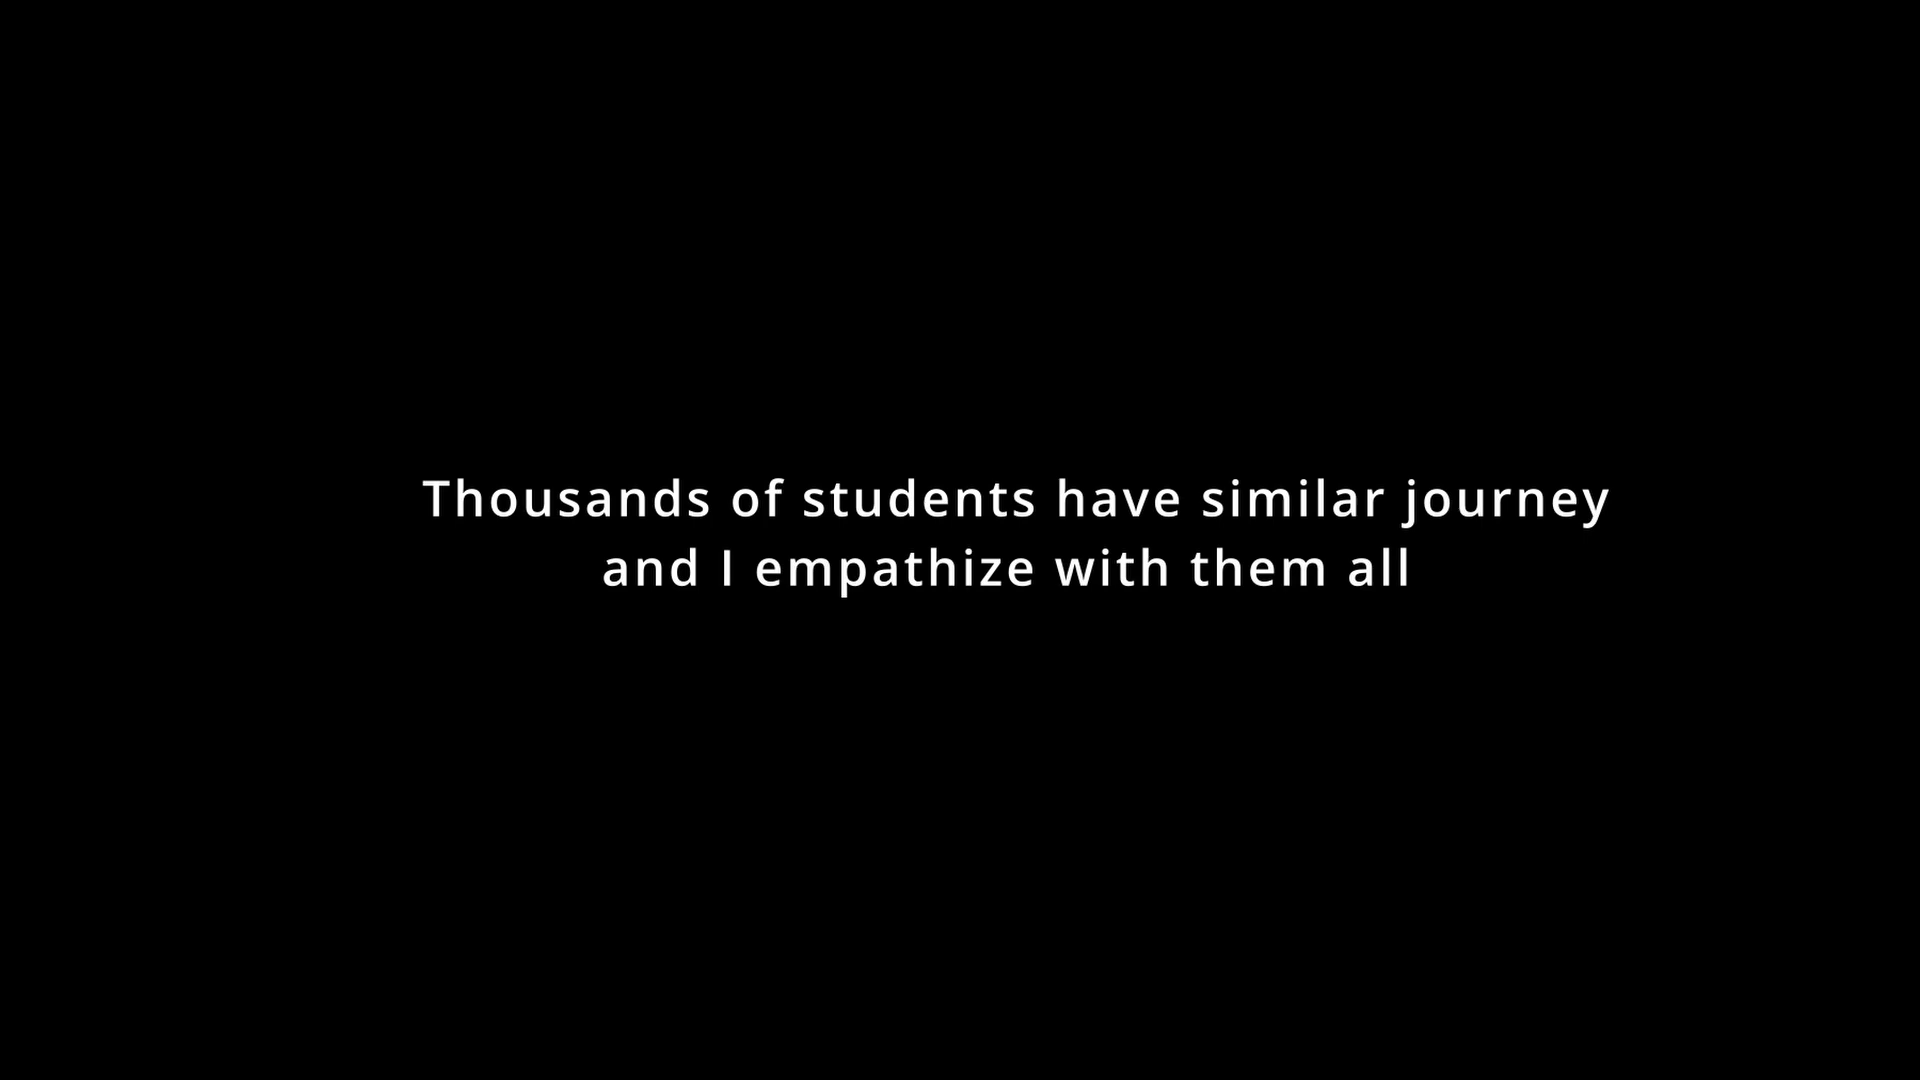 Thousands of students have similar journey
and I empathize with them all